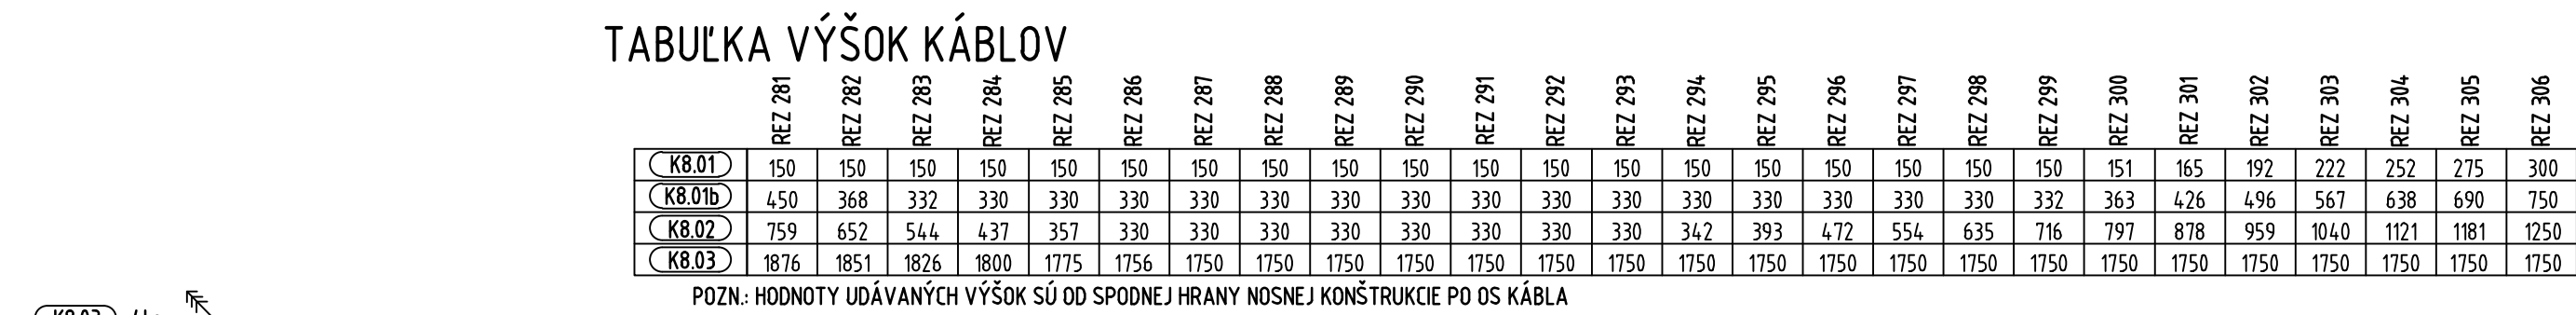 TABUĽKA VÝŠOK KÁBLOV
REZ 281 REZ 282 REZ 283 REZ 284 REZ 285 REZ 286 REZ 287 REZ 288 REZ 289 REZ 290 REZ 291 REZ 292 REZ 293 REZ 294 REZ 295 REZ 296 REZ 297 REZ 298 REZ 299 REZ 300 REZ 301 REZ 302 REZ 303 REZ 304 REZ 305 REZ 306
K8.01 150 150 150 150 150 150 150 150 150 150 150 150 150 150 150 150 150 150 150 151 165 192 222 252 275 300
K8.01b 450 368 332 330 330 330 330 330 330 330 330 330 330 330 330 330 330 330 332 363 426 496 567 638 690 750
K8.02 759 652 544 437 357 330 330 330 330 330 330 330 330 342 393 472 554 635 716 797 878 959 1040 1121 1181 1250
K8.03 1876 1851 1826 1800 1775 1756 1750 1750 1750 1750 1750 1750 1750 1750 1750 1750 1750 1750 1750 1750 1750 1750 1750 1750 1750 1750
POZN.: HODNOTY UDÁVANÝCH VÝŠOK SÚ OD SPODNEJ HRANY NOSNEJ KONŠTRUKCIE PO OS KÁBLA